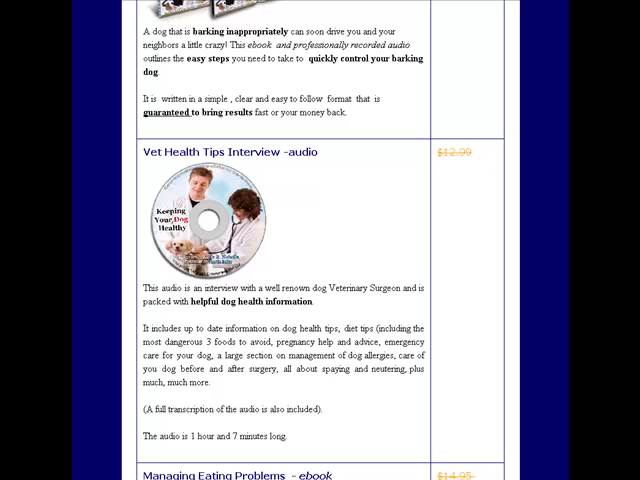 A dog that is barking inappropriately can soon drive you and your
neighbors a little crazy! This ebook and professionally recorded audio
outlines the easy steps you need to take to quickly control your barking
dog.
It is written in a simple , clear and easy to follow format that is
guaranteed to bring results fast or your money back.
Vet Health Tips Interview -audio
$12.99
Keeping
Your Dog
Healthy
This audio is an interview with a well renown dog Veterinary Surgeon and is
packed with helpful dog health information.
It includes up to date information on dog health tips, diet tips (including the
most dangerous 3 foods to avoid, pregnancy help and advice, emergency
care for your dog, a large section on management of dog allergies, care of
you dog before and after surgery, all about spaying and neutering, plus
much, much more.
(A full transcription of the audio is also included).
The audio is 1 hour and 7 minutes long.
Managing Eating Problems - ebook
$14.95